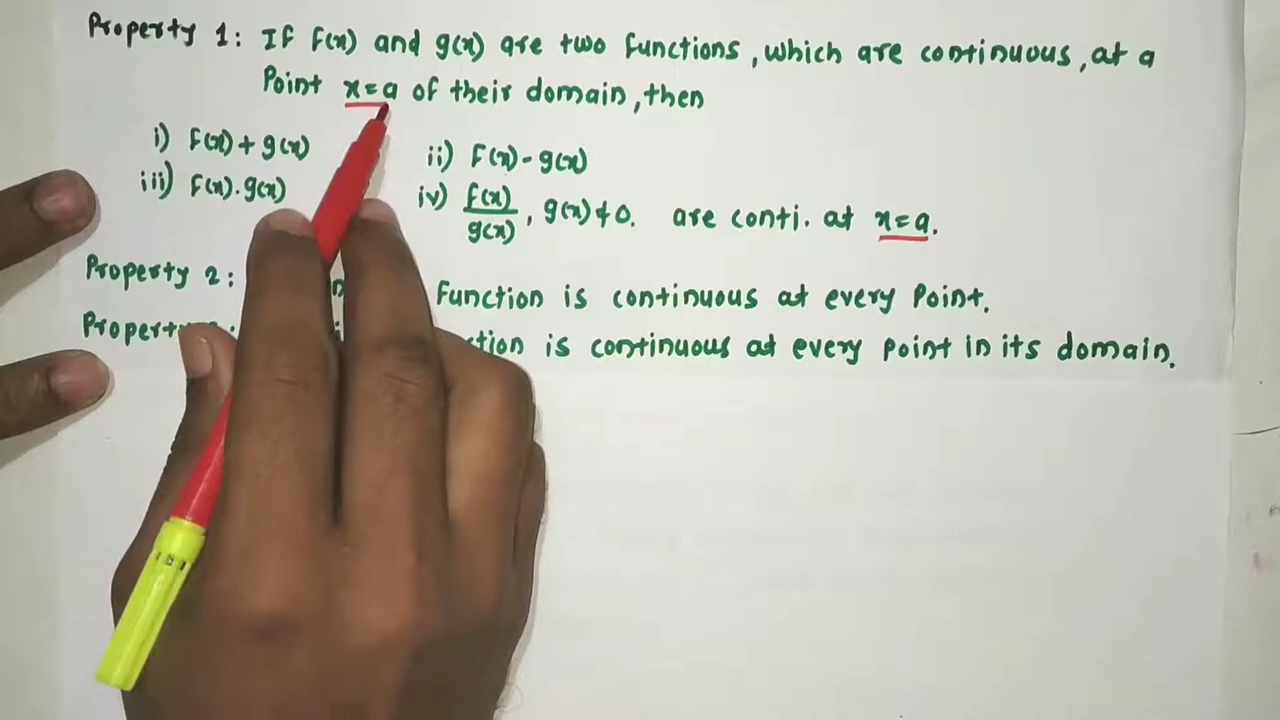 Property 1: If f(x) and g(x) are two functions, which are continuous, at a
Point x=a of their domain, then
i) f(x)+g(x) ii) f(x)-g(x)
iii) f(x).g(x) iv) f(x)/g(x), g(x)≠0. are conti. at x=a.
Property 2: Function is continuous at every Point.
Property is continuous at every point in its domain.